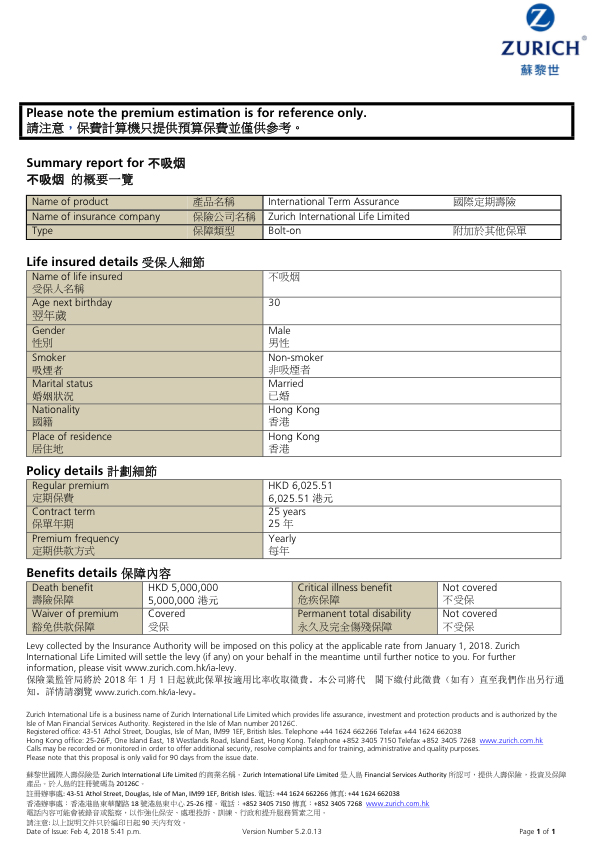 ZURICH®
蘇黎世
Please note the premium estimation is for reference only.
請注意，保費計算機只提供預算保費並僅供參考。
Summary report for 不吸烟
不吸烟 的概要一覽
Name of product 產品名稱 International Term Assurance 國際定期壽險
Name of insurance company 保險公司名稱 Zurich International Life Limited
Type 保障類型 Bolt-on 附加於其他保單
Life insured details 受保人細節
Name of life insured 不吸烟
受保人名稱
Age next birthday 30
翌年歲
Gender Male
性別 男性
Smoker Non-smoker
吸煙者 非吸煙者
Marital status Married
婚姻狀況 已婚
Nationality Hong Kong
國籍 香港
Place of residence Hong Kong
居住地 香港
Policy details 計劃細節
Regular premium HKD 6,025.51
定期保費 6,025.51 港元
Contract term 25 years
保單年期 25 年
Premium frequency Yearly
定期供款方式 每年
Benefits details 保障內容
Death benefit HKD 5,000,000 Critical illness benefit Not covered
壽險保障 5,000,000 港元 危疾保障 不受保
Waiver of premium Covered Permanent total disability Not covered
豁免供款保障 受保 永久及完全傷殘保障 不受保
Levy collected by the Insurance Authority will be imposed on this policy at the applicable rate from January 1, 2018. Zurich
International Life Limited will settle the levy (if any) on your behalf in the meantime until further notice to you. For further
information, please visit www.zurich.com.hk/ia-levy.
保險業監管局將於 2018 年 1 月 1 日起就此保單按適用比率收取徵費。本公司將代 閣下繳付此徵費（如有）直至我們作出另行通
知。詳情請瀏覽 www.zurich.com.hk/ia-levy。
Zurich International Life is a business name of Zurich International Life Limited which provides life assurance, investment and protection products and is authorized by the
Isle of Man Financial Services Authority. Registered in the Isle of Man number 20126C.
Registered office: 43-51 Athol Street, Douglas, Isle of Man, IM99 1EF, British Isles. Telephone +44 1624 662266 Telefax +44 1624 662038
Hong Kong office: 25-26/F, One Island East, 18 Westlands Road, Island East, Hong Kong. Telephone +852 3405 7150 Telefax +852 3405 7268 www.zurich.com.hk
Calls may be recorded or monitored in order to offer additional security, resolve complaints and for training, administrative and quality purposes.
Please note that this proposal is only valid for 90 days from the issue date.
蘇黎世國際人壽保險是 Zurich International Life Limited 的商業名稱。Zurich International Life Limited 是人島 Financial Services Authority 所認可，提供人壽保險、投資及保障
產品。於人島的註冊號碼為 20126C。
註冊辦事處: 43-51 Athol Street, Douglas, Isle of Man, IM99 1EF, British Isles. 電話: +44 1624 662266 傳真: +44 1624 662038
香港辦事處：香港港島東華蘭路 18 號港島東中心 25-26 樓。電話：+852 3405 7150 傳真：+852 3405 7268 www.zurich.com.hk
電話內容可能會被錄音或監察，以作強化保安、處理投訴、訓練、行政和提升服務質素之用。
請注意: 以上說明文件只於編印日起 90 天內有效。
Date of Issue: Feb 4, 2018 5:41 p.m. Version Number 5.2.0.13 Page 1 of 1